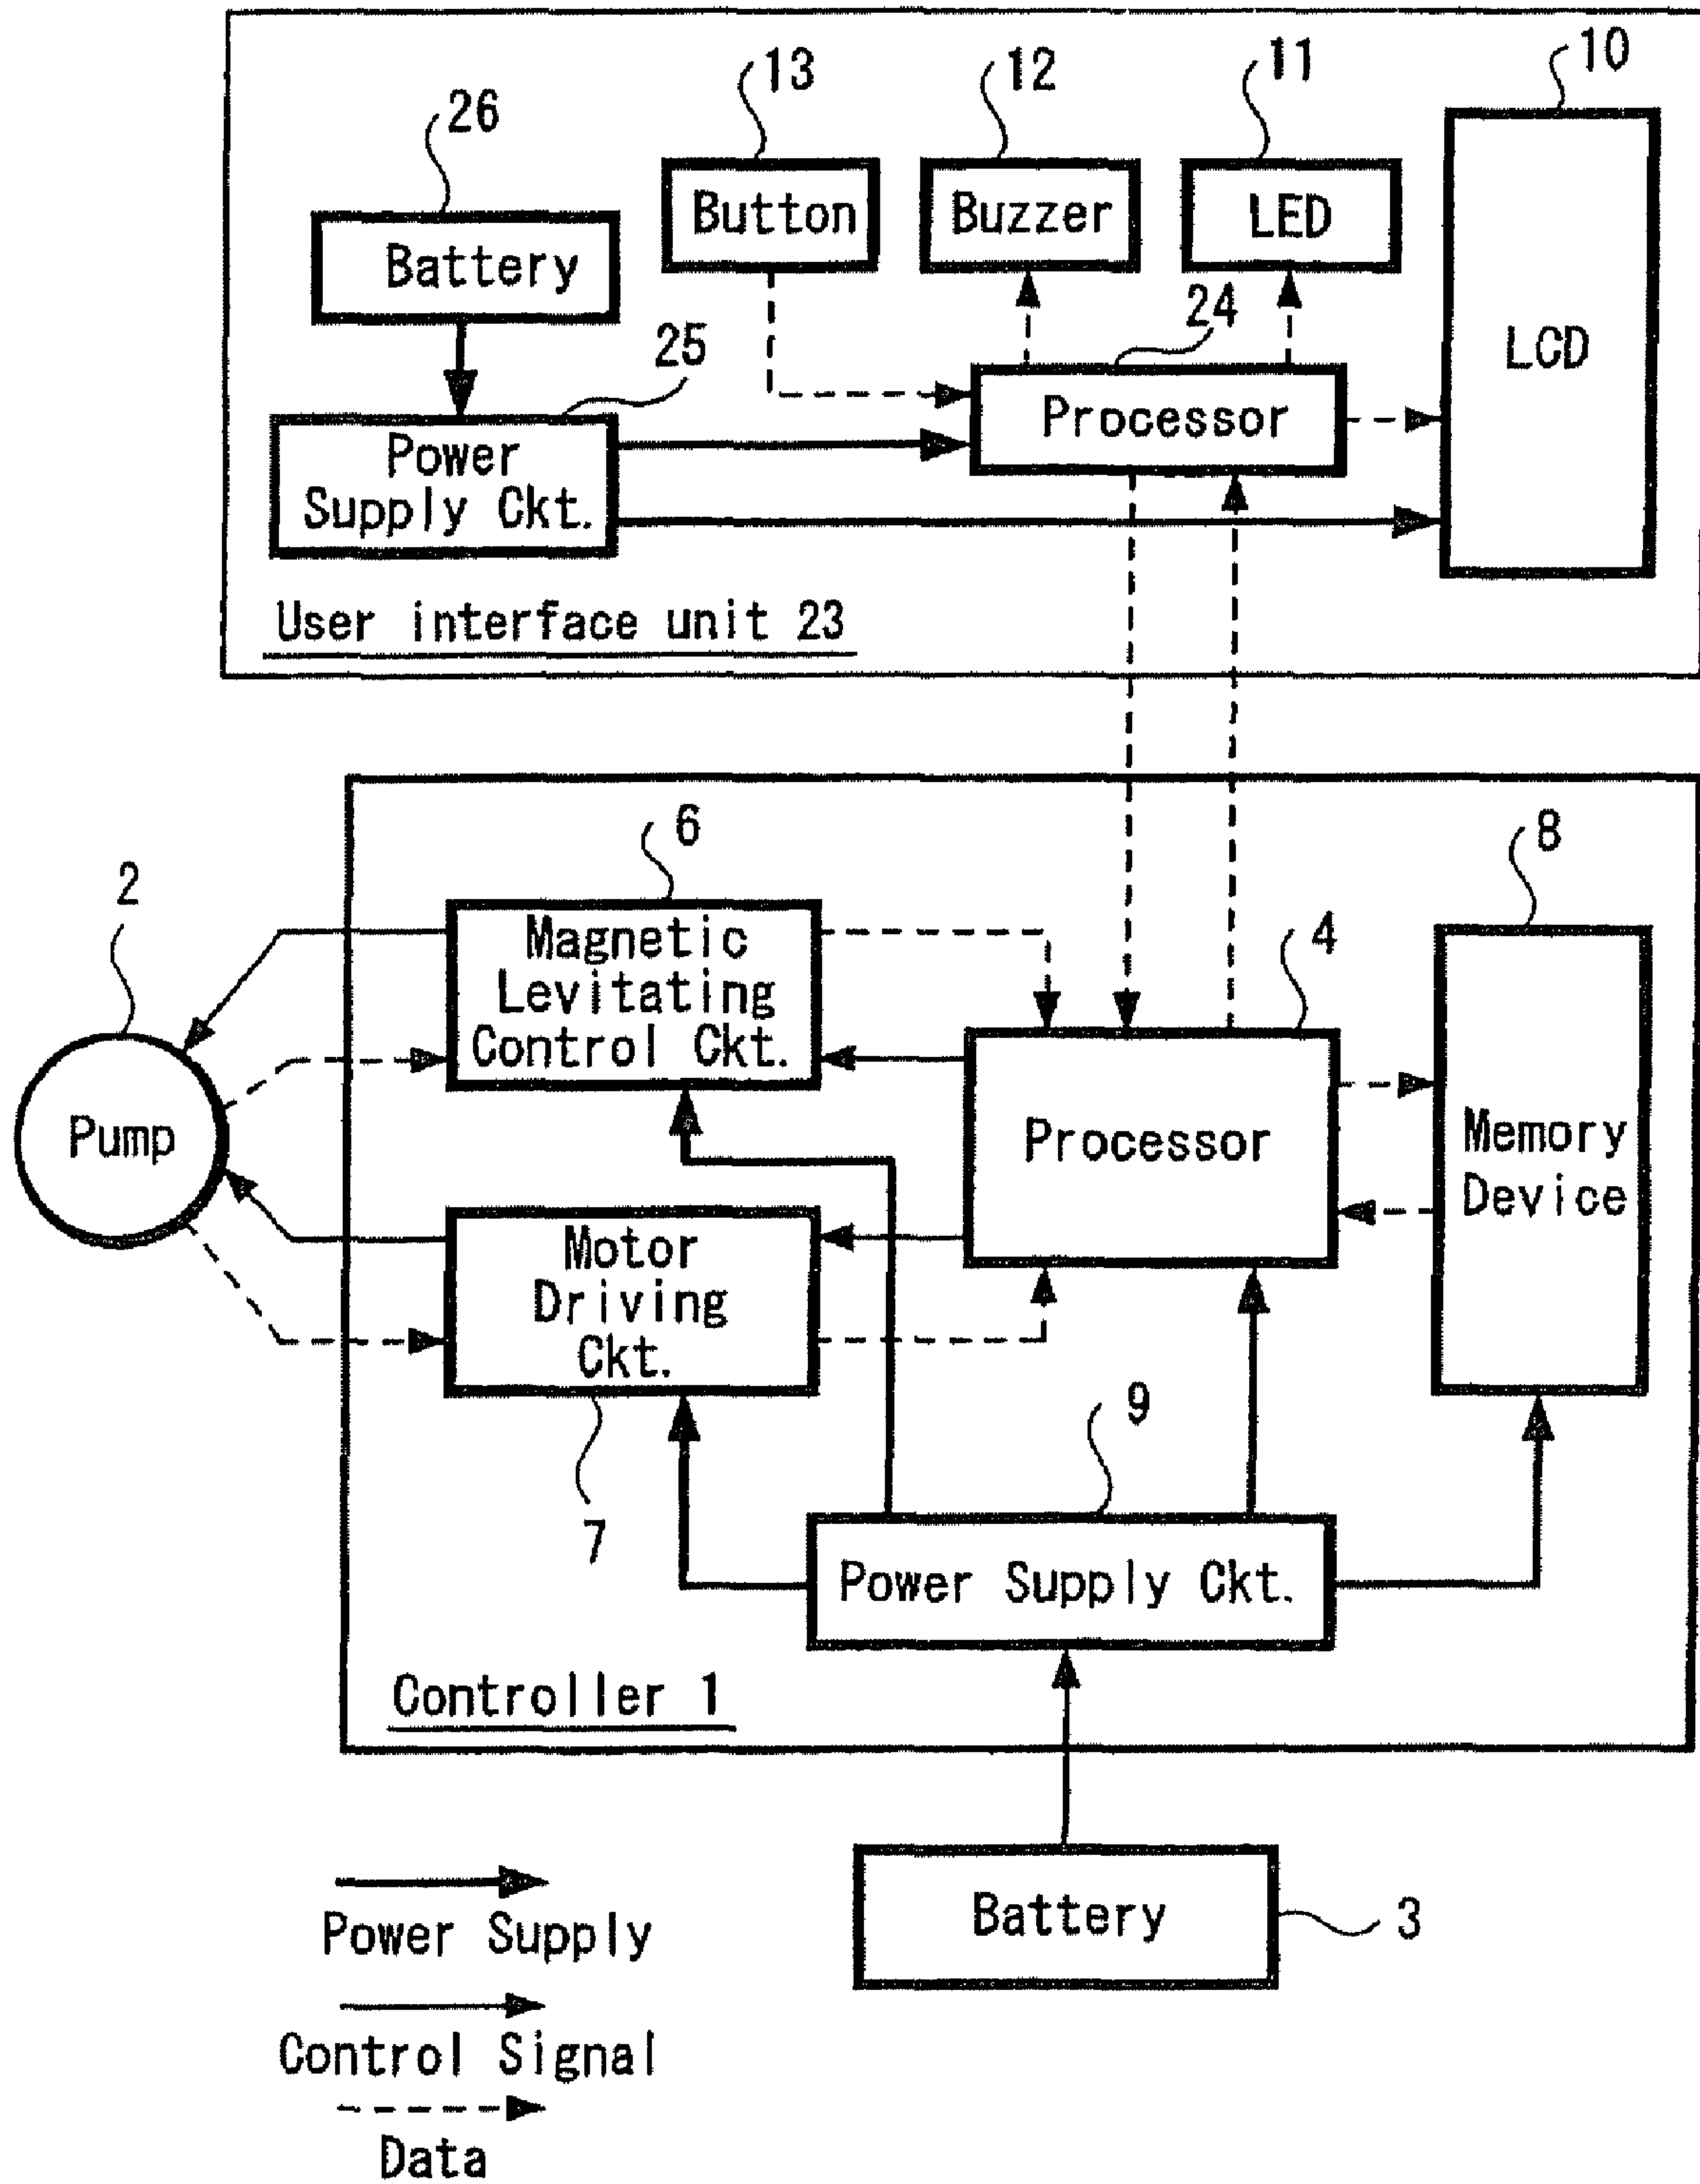 10
11
12
13
26
Button
Buzzer
LED
Battery
24
25
LCD
Processor
Power
Supply Ckt.
User interface unit 23
6
8
2
Magnetic
Levitating
Control Ckt.
4
Pump
Processor
Memory
Device
Motor
Driving
Ckt.
9
7
Power Supply Ckt.
Controller 1
Battery
3
Power Supply
Control Signal
Data